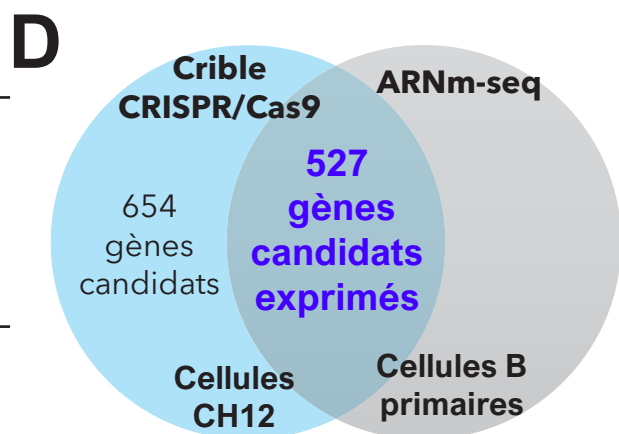 D
Crible
CRISPR/Cas9
ARNm-seq
654
gènes
candidats
527
gènes
candidats
exprimés
Cellules
CH12
Cellules B
primaires